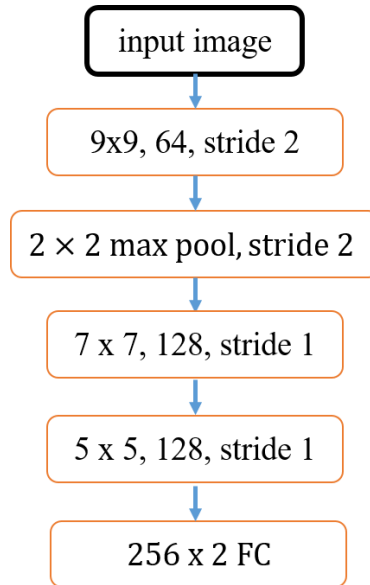 input image
9x9, 64, stride 2
2 × 2 max pool, stride 2
7 x 7, 128, stride 1
5 x 5, 128, stride 1
256 x 2 FC